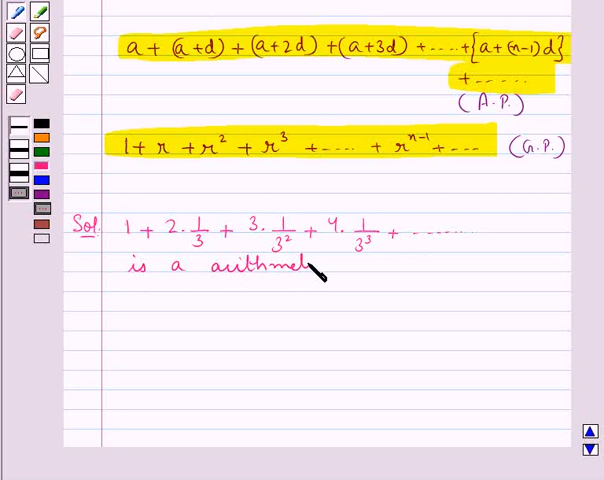 a + (a+d) + (a+2d) + (a+3d) + ..... + {a+(n-1)d}
+ ......
(A.P.)
1 + r + r² + r³ + ..... + rⁿ⁻¹ + ..... (G.P.)
Sol. 1 + 2. 1/3 + 3. 1/3² + 4. 1/3³ + ........
is a arithmet